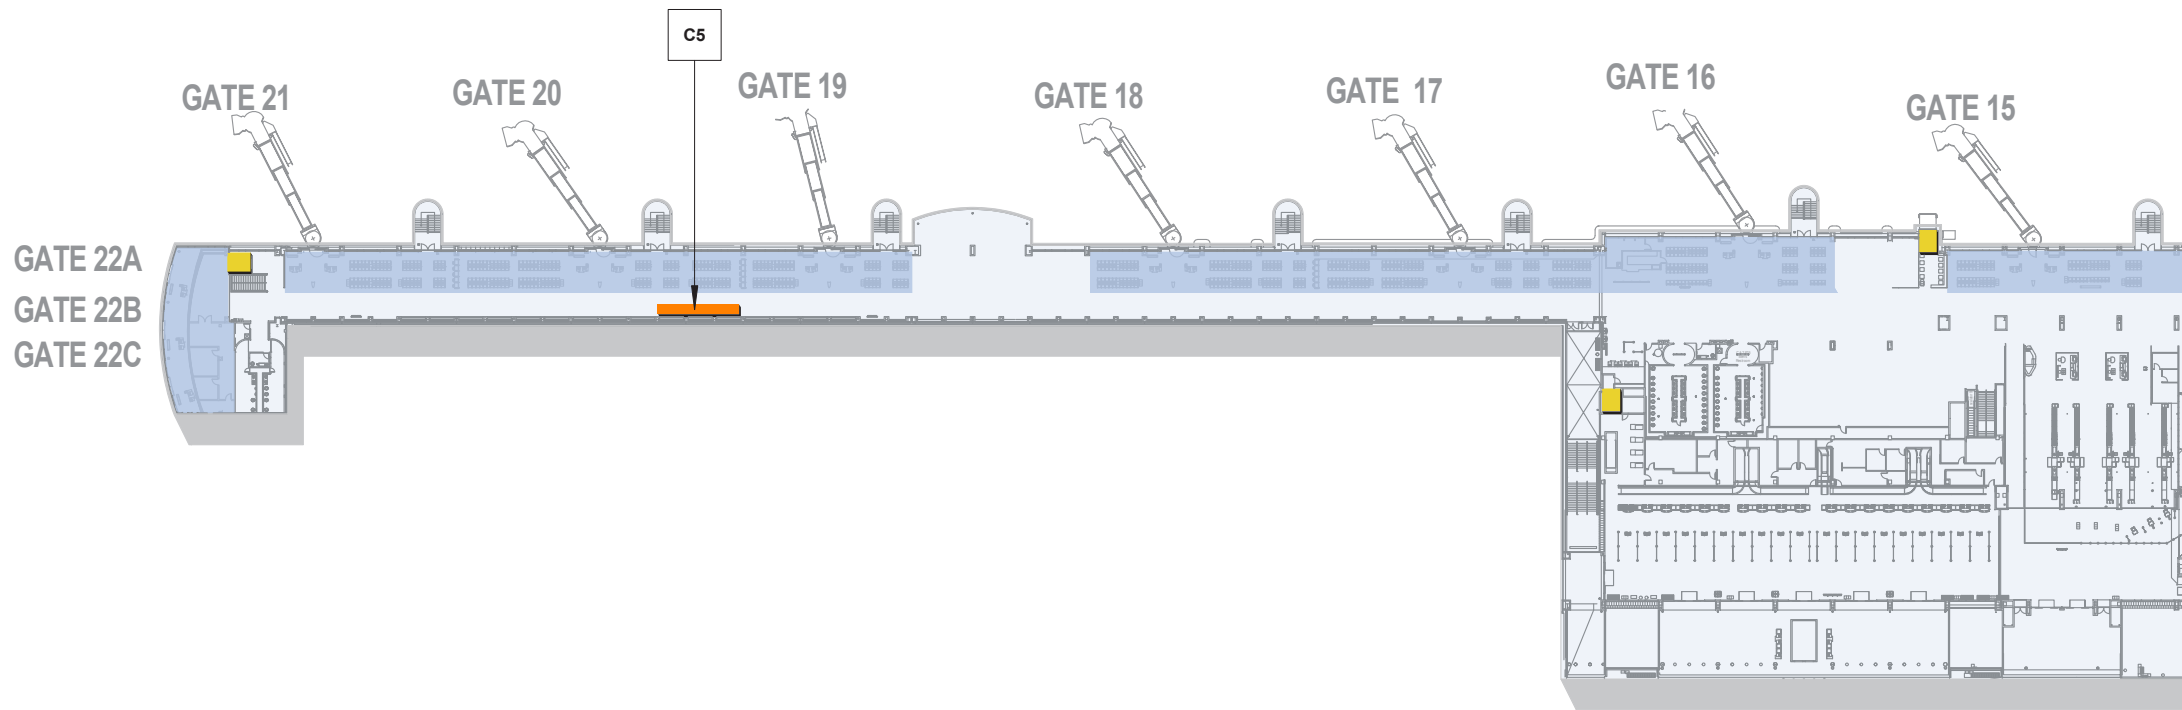 C5
GATE 21
GATE 20
GATE 19
GATE 18
GATE 17
GATE 16
GATE 15
GATE 22A
GATE 22B
GATE 22C